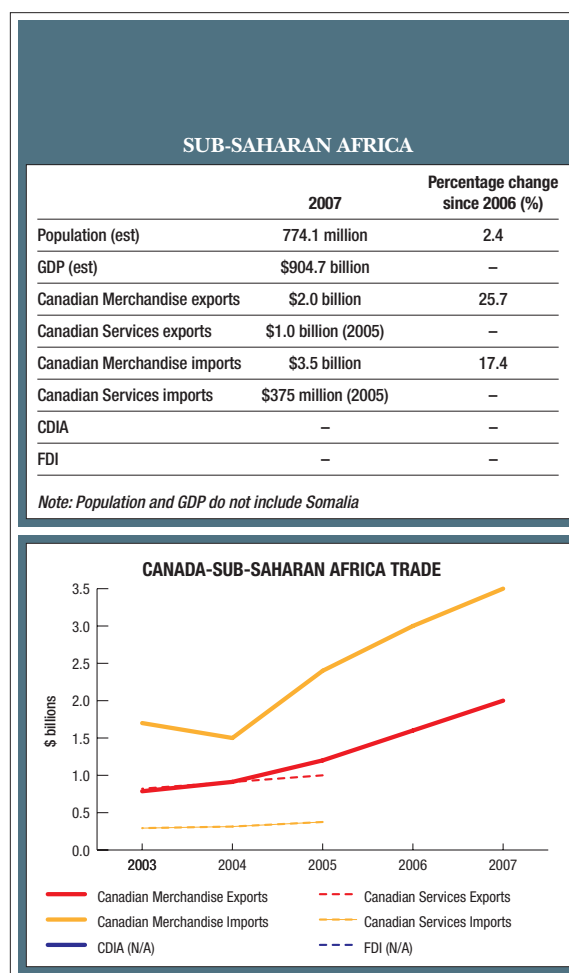 SUB-SAHARAN AFRICA
2007 Percentage change since 2006 (%)
Population (est) 774.1 million 2.4
GDP (est) $904.7 billion –
Canadian Merchandise exports $2.0 billion 25.7
Canadian Services exports $1.0 billion (2005) –
Canadian Merchandise imports $3.5 billion 17.4
Canadian Services imports $375 million (2005) –
CDIA – –
FDI – –
Note: Population and GDP do not include Somalia
CANADA-SUB-SAHARAN AFRICA TRADE
$ billions
3.5
3.0
2.5
2.0
1.5
1.0
0.5
0.0
2003 2004 2005 2006 2007
Canadian Merchandise Exports Canadian Services Exports
Canadian Merchandise Imports Canadian Services Imports
CDIA (N/A) FDI (N/A)